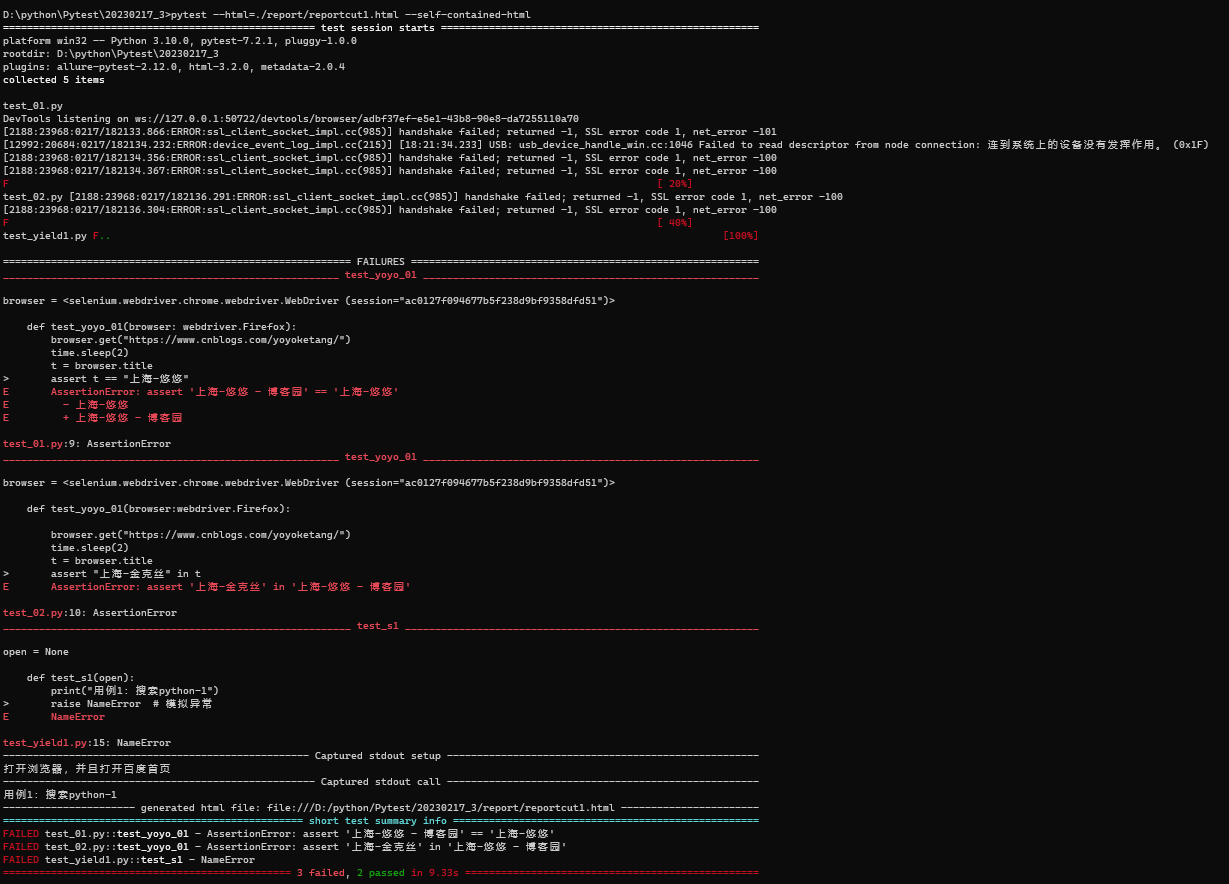 D:\python\Pytest\20230217_3>pytest --html=./report/reportcut1.html --self-contained-html
==================================================== test session starts =====================================================
platform win32 -- Python 3.10.0, pytest-7.2.1, pluggy-1.0.0
rootdir: D:\python\Pytest\20230217_3
plugins: allure-pytest-2.12.0, html-3.2.0, metadata-2.0.4
collected 5 items
test_01.py
DevTools listening on ws://127.0.0.1:50722/devtools/browser/adbf37ef-e5e1-43b8-90e8-da7255110a70
[2188:23968:0217/182133.866:ERROR:ssl_client_socket_impl.cc(985)] handshake failed; returned -1, SSL error code 1, net_error -101
[12992:20684:0217/182134.232:ERROR:device_event_log_impl.cc(215)] [18:21:34.233] USB: usb_device_handle_win.cc:1046 Failed to read descriptor from node connection: 连到系统上的设备没有发挥作用。 (0x1F)
[2188:23968:0217/182134.356:ERROR:ssl_client_socket_impl.cc(985)] handshake failed; returned -1, SSL error code 1, net_error -100
[2188:23968:0217/182134.367:ERROR:ssl_client_socket_impl.cc(985)] handshake failed; returned -1, SSL error code 1, net_error -100
F [ 20%]
test_02.py [2188:23968:0217/182136.291:ERROR:ssl_client_socket_impl.cc(985)] handshake failed; returned -1, SSL error code 1, net_error -100
[2188:23968:0217/182136.304:ERROR:ssl_client_socket_impl.cc(985)] handshake failed; returned -1, SSL error code 1, net_error -100
F [ 40%]
test_yield1.py F.. [100%]
========================================================== FAILURES ==========================================================
________________________________________________________ test_yoyo_01 ________________________________________________________
browser = <selenium.webdriver.chrome.webdriver.WebDriver (session="ac0127f094677b5f238d9bf9358dfd51")>
def test_yoyo_01(browser: webdriver.Firefox):
browser.get("https://www.cnblogs.com/yoyoketang/")
time.sleep(2)
t = browser.title
> assert t == "上海-悠悠"
E AssertionError: assert '上海-悠悠 - 博客园' == '上海-悠悠'
E - 上海-悠悠
E + 上海-悠悠 - 博客园
test_01.py:9: AssertionError
________________________________________________________ test_yoyo_01 ________________________________________________________
browser = <selenium.webdriver.chrome.webdriver.WebDriver (session="ac0127f094677b5f238d9bf9358dfd51")>
def test_yoyo_01(browser:webdriver.Firefox):
browser.get("https://www.cnblogs.com/yoyoketang/")
time.sleep(2)
t = browser.title
> assert "上海-金克丝" in t
E AssertionError: assert '上海-金克丝' in '上海-悠悠 - 博客园'
test_02.py:10: AssertionError
__________________________________________________________ test_s1 ___________________________________________________________
open = None
def test_s1(open):
print("用例1: 搜索python-1")
> raise NameError # 模拟异常
E NameError
test_yield1.py:15: NameError
--------------------------------------------------- Captured stdout setup ----------------------------------------------------
打开浏览器, 并且打开百度首页
---------------------------------------------------- Captured stdout call ----------------------------------------------------
用例1: 搜索python-1
---------------------- generated html file: file:///D:/python/Pytest/20230217_3/report/reportcut1.html -----------------------
================================================== short test summary info ===================================================
FAILED test_01.py::test_yoyo_01 - AssertionError: assert '上海-悠悠 - 博客园' == '上海-悠悠'
FAILED test_02.py::test_yoyo_01 - AssertionError: assert '上海-金克丝' in '上海-悠悠 - 博客园'
FAILED test_yield1.py::test_s1 - NameError
================================================ 3 failed, 2 passed in 9.33s =================================================